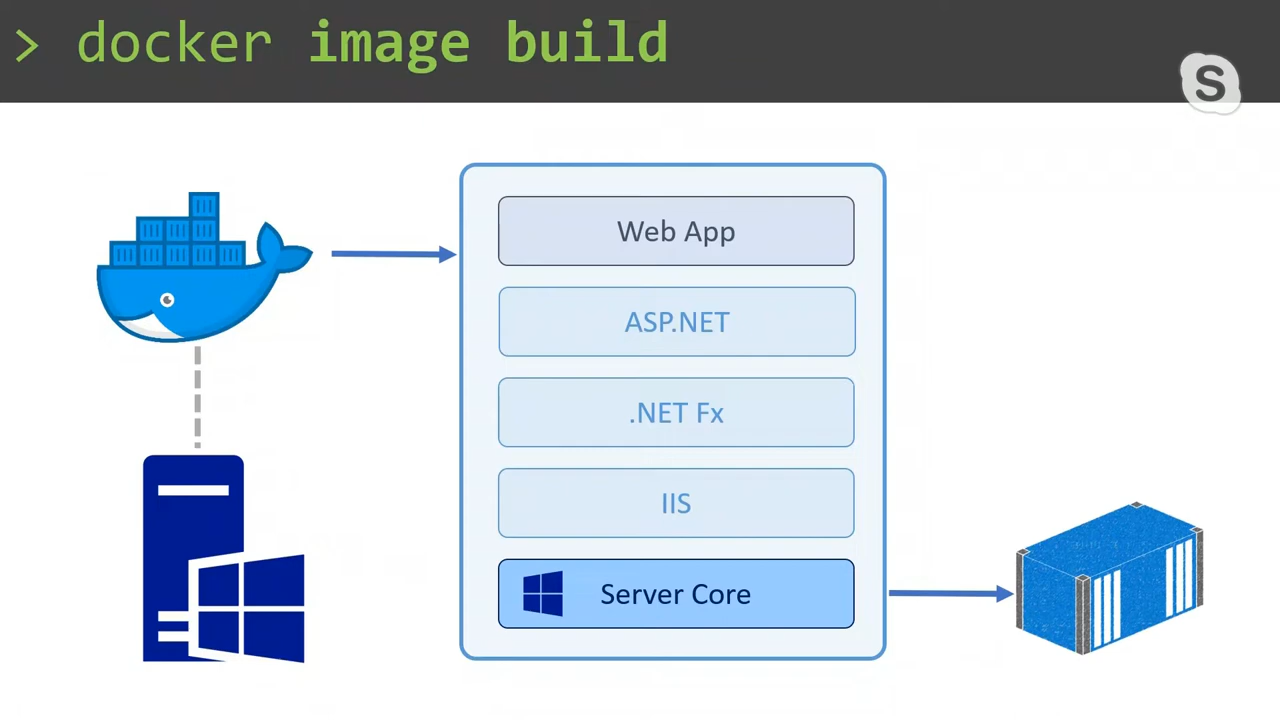 > docker image build
S
Web App
ASP.NET
.NET Fx
IIS
Server Core